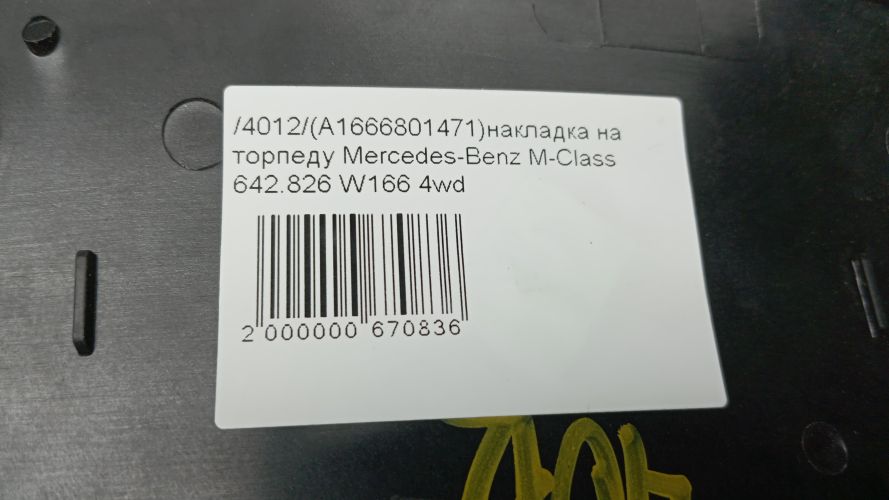 /4012/(A1666801471)накладка на
торпеду Mercedes-Benz M-Class
642.826 W166 4wd
2 000000 670836